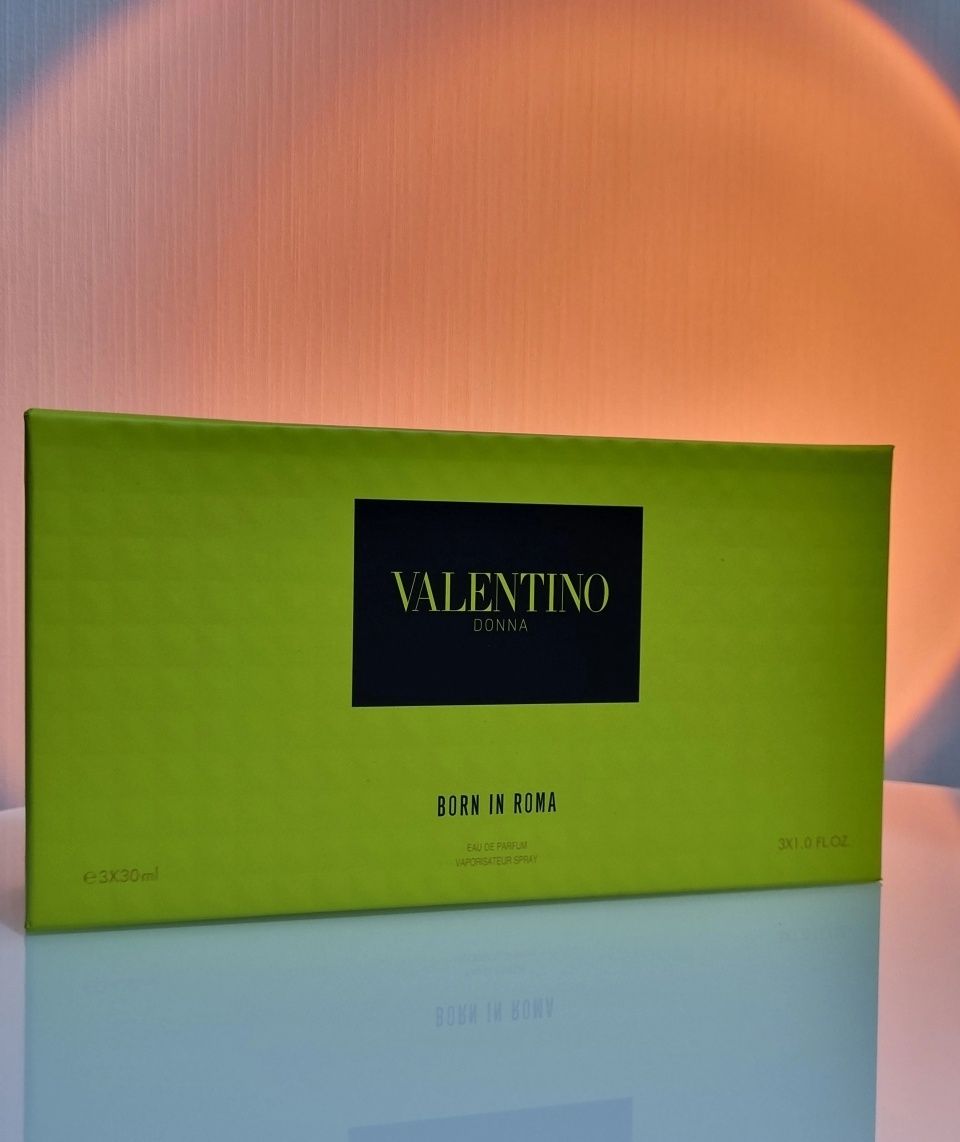 VALENTINO
DONNA
BORN IN ROMA
EAU DE PARFUM
VAPORISATEUR SPRAY
℮3X30ml
3X1.0 FL.OZ.